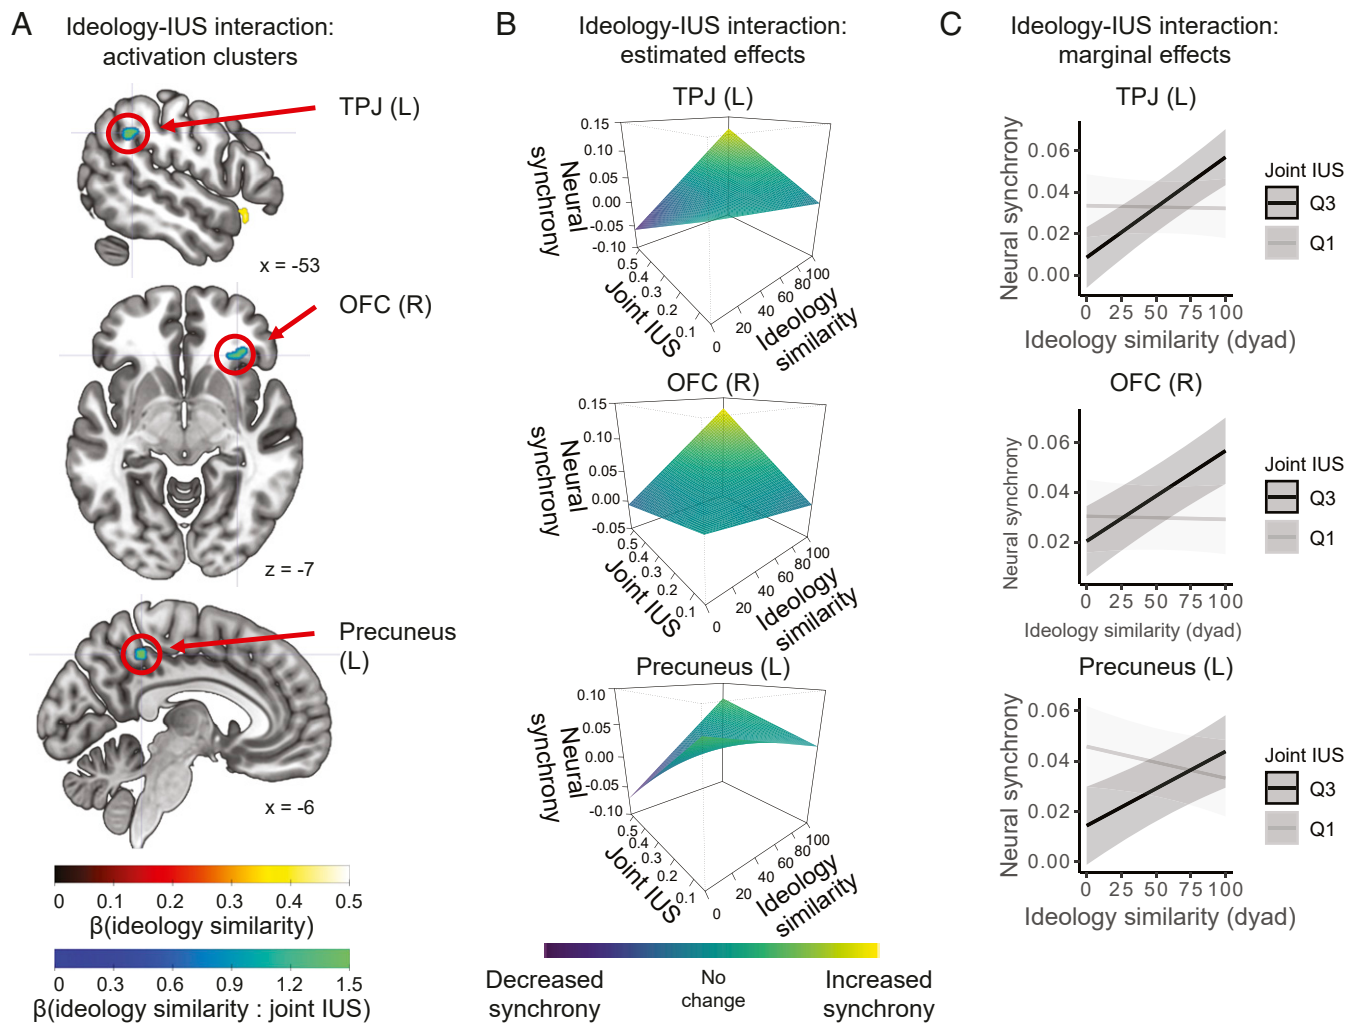 A
Ideology-IUS interaction:
activation clusters
TPJ (L)
x = -53
OFC (R)
z = -7
Precuneus
(L)
x = -6
0 0.1 0.2 0.3 0.4 0.5
β(ideology similarity)
0 0.3 0.6 0.9 1.2 1.5
β(ideology similarity : joint IUS)
B
Ideology-IUS interaction:
estimated effects
TPJ (L)
0.15
0.10
0.05
0.00
-0.05
-0.10
Neural
synchrony
0.5
0.4
0.3
0.2
0.1
Joint IUS
0
20
40
60
80
100
Ideology
similarity
OFC (R)
0.15
0.10
0.05
0.00
-0.05
Neural
synchrony
0.5
0.4
0.3
0.2
0.1
Joint IUS
0
20
40
60
80
100
Ideology
similarity
Precuneus (L)
0.10
0.05
0.00
-0.05
-0.10
Neural
synchrony
0.5
0.4
0.3
0.2
0.1
Joint IUS
0
20
40
60
80
100
Ideology
similarity
Decreased
synchrony
No
change
Increased
synchrony
C
Ideology-IUS interaction:
marginal effects
TPJ (L)
Neural synchrony
0.06
0.04
0.02
0.00
0 25 50 75 100
Ideology similarity (dyad)
Joint IUS
Q3
Q1
OFC (R)
Neural synchrony
0.06
0.04
0.02
0 25 50 75 100
Ideology similarity (dyad)
Joint IUS
Q3
Q1
Precuneus (L)
Neural synchrony
0.06
0.04
0.02
0.00
0 25 50 75 100
Ideology similarity (dyad)
Joint IUS
Q3
Q1